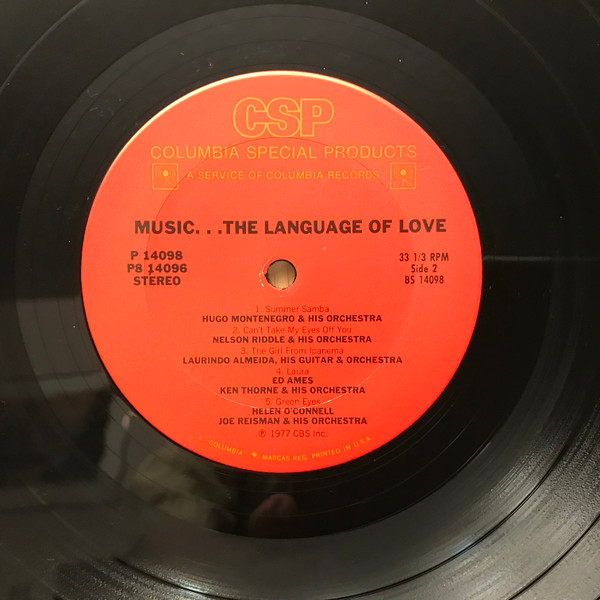 CSP
COLUMBIA SPECIAL PRODUCTS
A SERVICE OF COLUMBIA RECORDS
MUSIC. . .THE LANGUAGE OF LOVE
P 14098
P8 14096
STEREO
33 1/3 RPM
Side 2
BS 14098
1. Summer Samba
HUGO MONTENEGRO & HIS ORCHESTRA
2. Can't Take My Eyes Off You
NELSON RIDDLE & HIS ORCHESTRA
3. The Girl From Ipanema
LAURINDO ALMEIDA, HIS GUITAR & ORCHESTRA
4. Laura
ED AMES
KEN THORNE & HIS ORCHESTRA
5. Green Eyes
HELEN O'CONNELL
JOE REISMAN & HIS ORCHESTRA
℗ 1977 CBS Inc.
"COLUMBIA" MARCAS REG. PRINTED IN U.S.A.